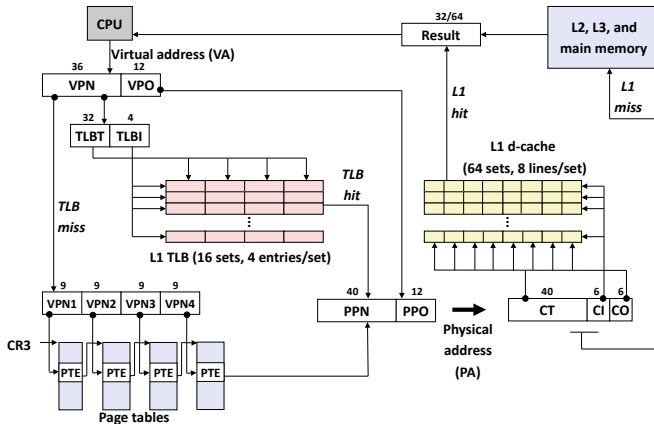 CPU
32/64
Result
L2, L3, and
main memory
Virtual address (VA)
36
12
VPN
VPO
L1
hit
L1
miss
32
4
TLBT
TLBI
TLB
hit
L1 d-cache
(64 sets, 8 lines/set)
...
...
TLB
miss
L1 TLB (16 sets, 4 entries/set)
9
9
9
9
VPN1
VPN2
VPN3
VPN4
40
12
PPN
PPO
40
6
6
CT
CI
CO
Physical
address
(PA)
CR3
PTE
PTE
PTE
PTE
Page tables